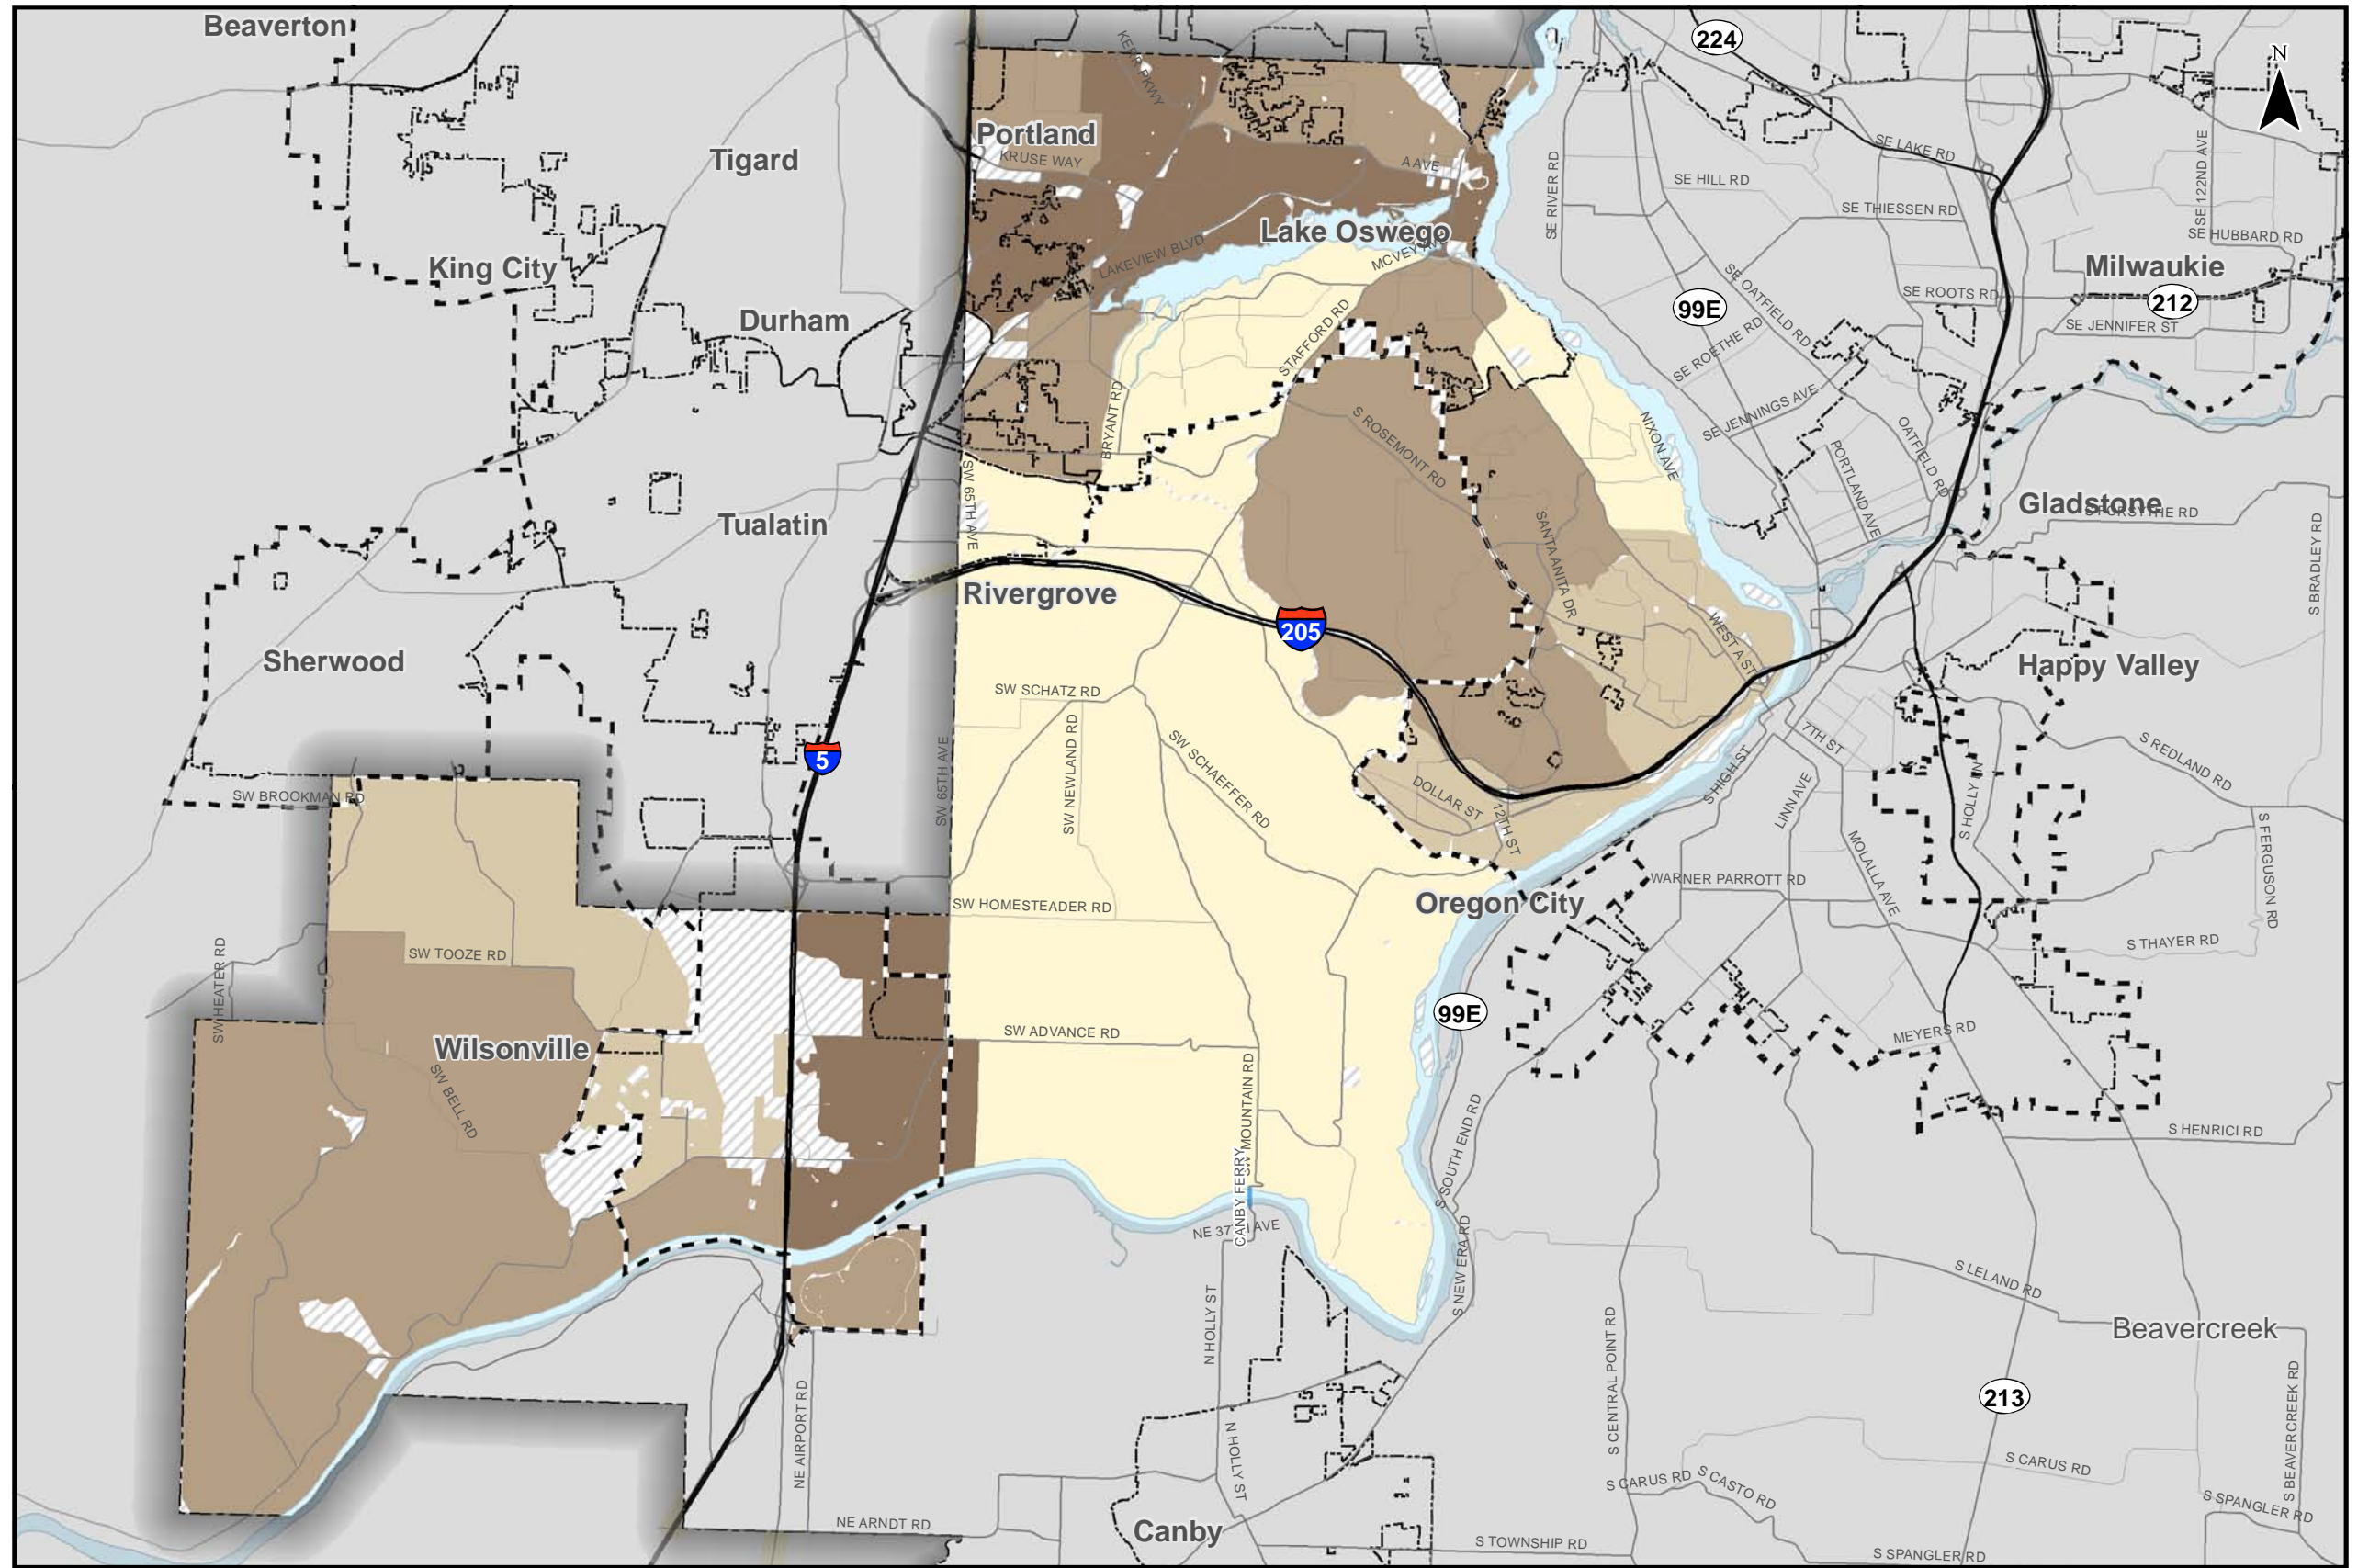 Beaverton
224
N
KERR PKWY
Portland
KRUSE WAY
Tigard
A AVE
SE LAKE RD
SE RIVER RD
SE HILL RD
SE 122ND AVE
SE THIESSEN RD
SE HUBBARD RD
Lake Oswego
MCVEY AVE
LAKEVIEW BLVD
King City
Milwaukie
212
SE OATFIELD RD
SE ROOTS RD
99E
SE JENNIFER ST
Durham
STAFFORD RD
SE ROETHE RD
BRYANT RD
S ROSEMONT RD
NIXON AVE
SE JENNINGS AVE
OATFIELD RD
PORTLAND AVE
SW 65TH AVE
Tualatin
Gladstone
S FORSYTHE RD
S BRADLEY RD
SANTA ANITA DR
Rivergrove
205
WEST A ST
Sherwood
Happy Valley
SW SCHATZ RD
SW NEWLAND RD
SW SCHAEFFER RD
5
7TH ST
S REDLAND RD
S HIGH ST
LINN AVE
S HOLLY LN
SW BROOKMAN RD
SW 65TH AVE
DOLLAR ST
12TH ST
MOLALLA AVE
S FERGUSON RD
WARNER PARROTT RD
Oregon City
SW HOMESTEADER RD
SW TOOZE RD
S THAYER RD
SW HEATER RD
99E
SW ADVANCE RD
MEYERS RD
Wilsonville
SW BELL RD
SW MOUNTAIN RD
S SOUTH END RD
S HENRICI RD
CANBY FERRY
NE 37TH AVE
S NEW ERA RD
S LELAND RD
N HOLLY ST
Beavercreek
S CENTRAL POINT RD
213
NE AIRPORT RD
N HOLLY ST
S BEAVERCREEK RD
S CARUS RD
S CARUS RD
S CASTO RD
S SPANGLER RD
NE ARNDT RD
Canby
S TOWNSHIP RD
S SPANGLER RD